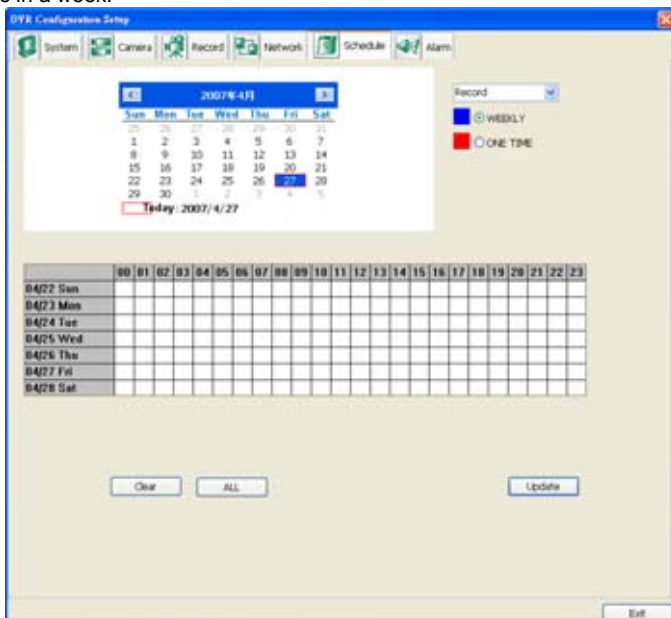 s in a week.
DVR Configuration Setup
System Camera Record Network Schedule Alarm
2007年4月
Sun Mon Tue Wed Thu Fri Sat
25 26 27 28 29 30 31
1 2 3 4 5 6 7
8 9 10 11 12 13 14
15 16 17 18 19 20 21
22 23 24 25 26 27 28
29 30 1 2 3 4 5
Today: 2007/4/27
Record
WEEKLY
ONE TIME
00 01 02 03 04 05 06 07 08 09 10 11 12 13 14 15 16 17 18 19 20 21 22 23
04/22 Sun
04/23 Mon
04/24 Tue
04/25 Wed
04/26 Thu
04/27 Fri
04/28 Sat
Clear ALL Update
Exit